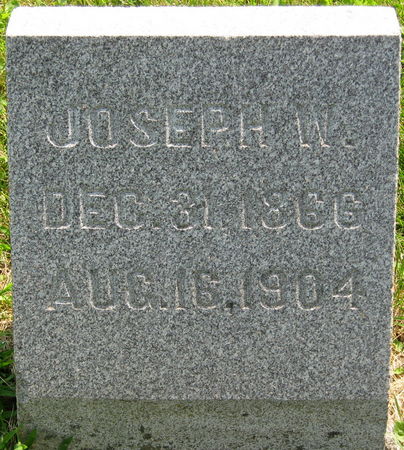 JOSEPH W.
DEC. 31, 1866
AUG. 16, 1904